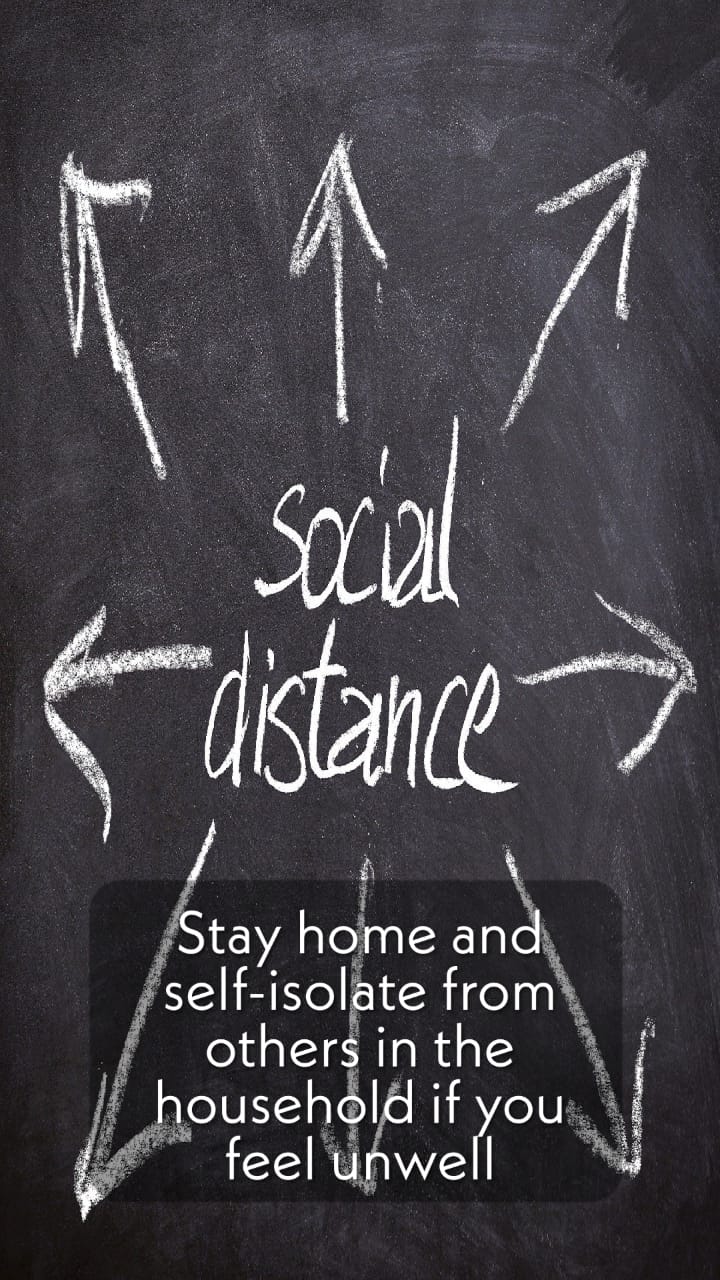 social
distance
Stay home and
self-isolate from
others in the
household if you
feel unwell